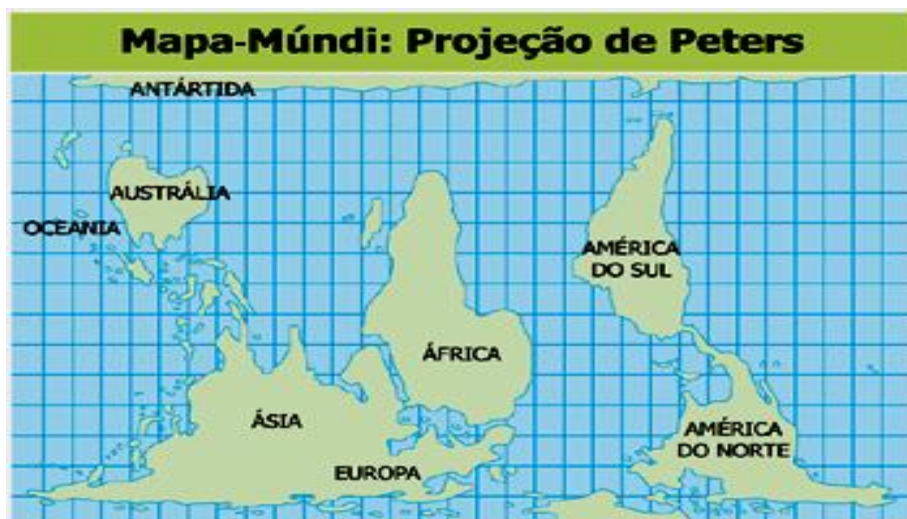 Mapa-Múndi: Projeção de Peters
ANTÁRTIDA
AUSTRÁLIA
OCEANIA
AMÉRICA
DO SUL
ÁFRICA
ÁSIA
AMÉRICA
DO NORTE
EUROPA